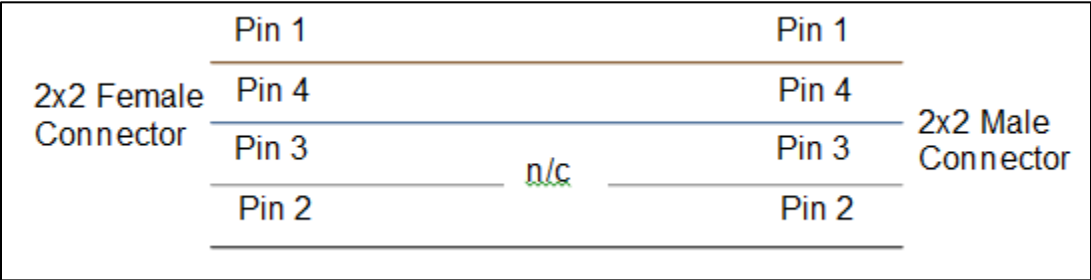 Pin 1 Pin 1
2x2 Female Connector
Pin 4 Pin 4
2x2 Male Connector
Pin 3 Pin 3
n/c
Pin 2 Pin 2